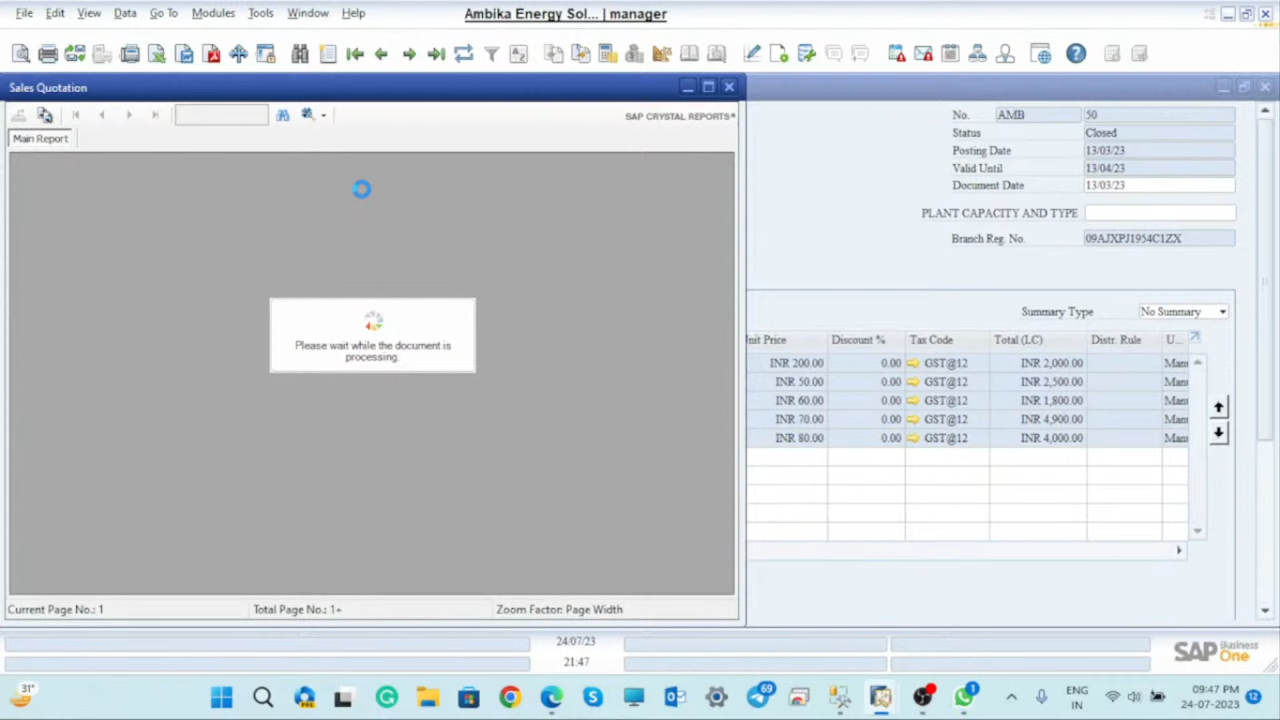 File Edit View Data Go To Modules Tools Window Help
Ambika Energy Sol... | manager
Sales Quotation
SAP CRYSTAL REPORTS®
Main Report
Please wait while the document is
processing.
Current Page No.: 1
Total Page No.: 1+
Zoom Factor: Page Width
No. AMB 50
Status Closed
Posting Date 13/03/23
Valid Until 13/04/23
Document Date 13/03/23
PLANT CAPACITY AND TYPE
Branch Reg. No. 09AJXPJ1954C1ZX
Summary Type No Summary
Unit Price Discount % Tax Code Total (LC) Distr. Rule U...
INR 200.00 0.00 GST@12 INR 2,000.00 Man
INR 50.00 0.00 GST@12 INR 2,500.00 Man
INR 60.00 0.00 GST@12 INR 1,800.00 Man
INR 70.00 0.00 GST@12 INR 4,900.00 Man
INR 80.00 0.00 GST@12 INR 4,000.00 Man
24/07/23
21:47
SAP Business One
31°
69
1
ENG
IN
09:47 PM
24-07-2023
12